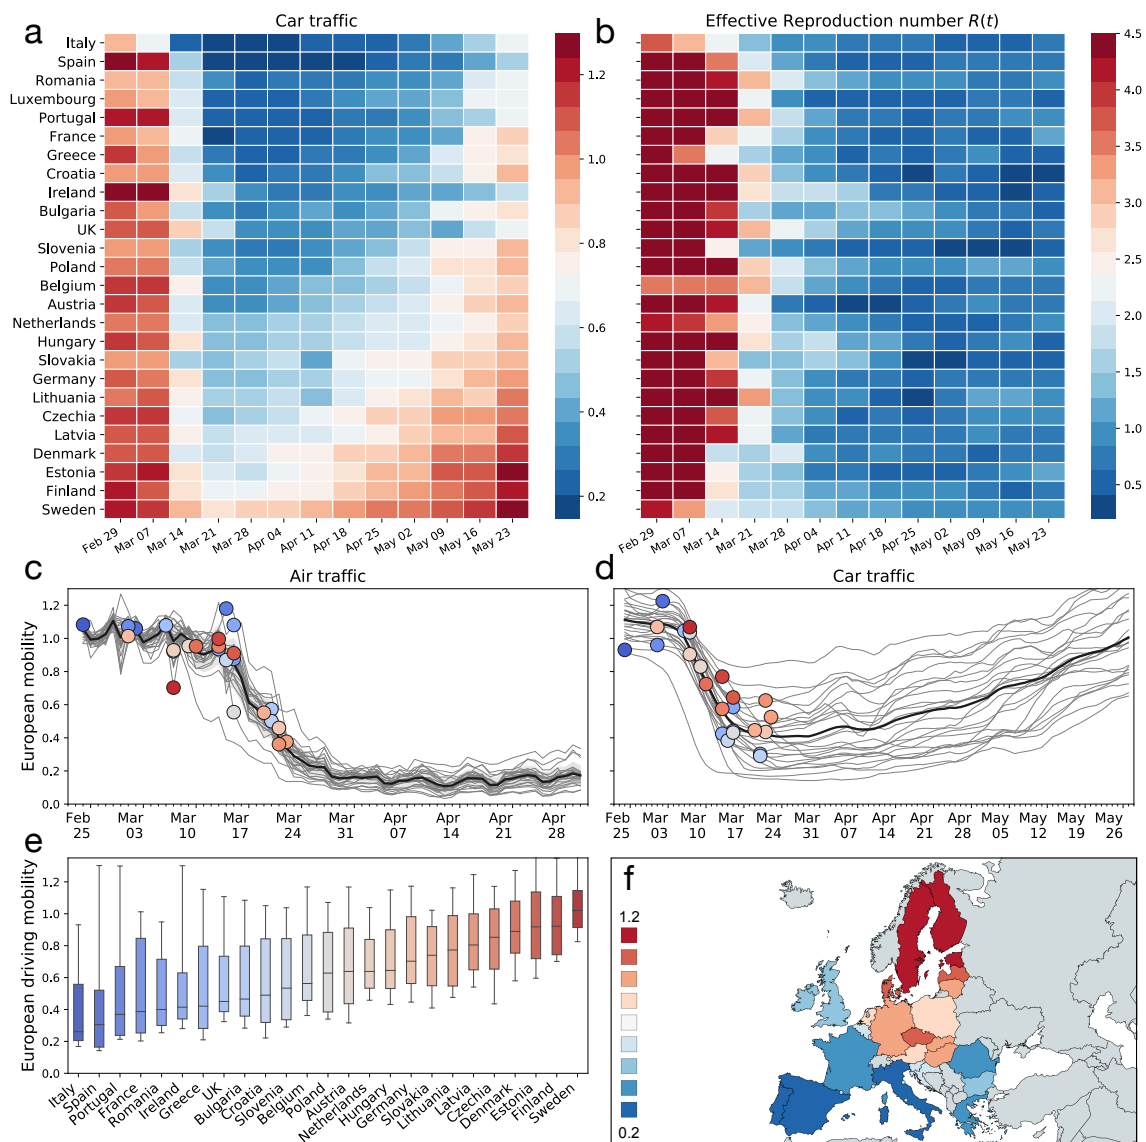 a
Car traffic
Italy
Spain
Romania
Luxembourg
Portugal
France
Greece
Croatia
Ireland
Bulgaria
UK
Slovenia
Poland
Belgium
Austria
Netherlands
Hungary
Slovakia
Germany
Lithuania
Czechia
Latvia
Denmark
Estonia
Finland
Sweden
Feb 29
Mar 07
Mar 14
Mar 21
Mar 28
Apr 04
Apr 11
Apr 18
Apr 25
May 02
May 09
May 16
May 23
1.2
1.0
0.8
0.6
0.4
0.2
b
Effective Reproduction number R(t)
Feb 29
Mar 07
Mar 14
Mar 21
Mar 28
Apr 04
Apr 11
Apr 18
Apr 25
May 02
May 09
May 16
May 23
4.5
4.0
3.5
3.0
2.5
2.0
1.5
1.0
0.5
c
Air traffic
European mobility
1.2
1.0
0.8
0.6
0.4
0.2
0.0
Feb Mar Mar Mar Mar Mar Apr Apr Apr Apr
25 03 10 17 24 31 07 14 21 28
d
Car traffic
Feb Mar Mar Mar Mar Mar Apr Apr Apr Apr May May May May
25 03 10 17 24 31 07 14 21 28 05 12 19 26
e
European driving mobility
1.2
1.0
0.8
0.6
0.4
0.2
0.0
Italy
Spain
Portugal
France
Romania
Ireland
Greece
UK
Bulgaria
Croatia
Slovenia
Belgium
Poland
Austria
Netherlands
Hungary
Germany
Slovakia
Lithuania
Latvia
Czechia
Denmark
Estonia
Finland
Sweden
f
1.2
0.2